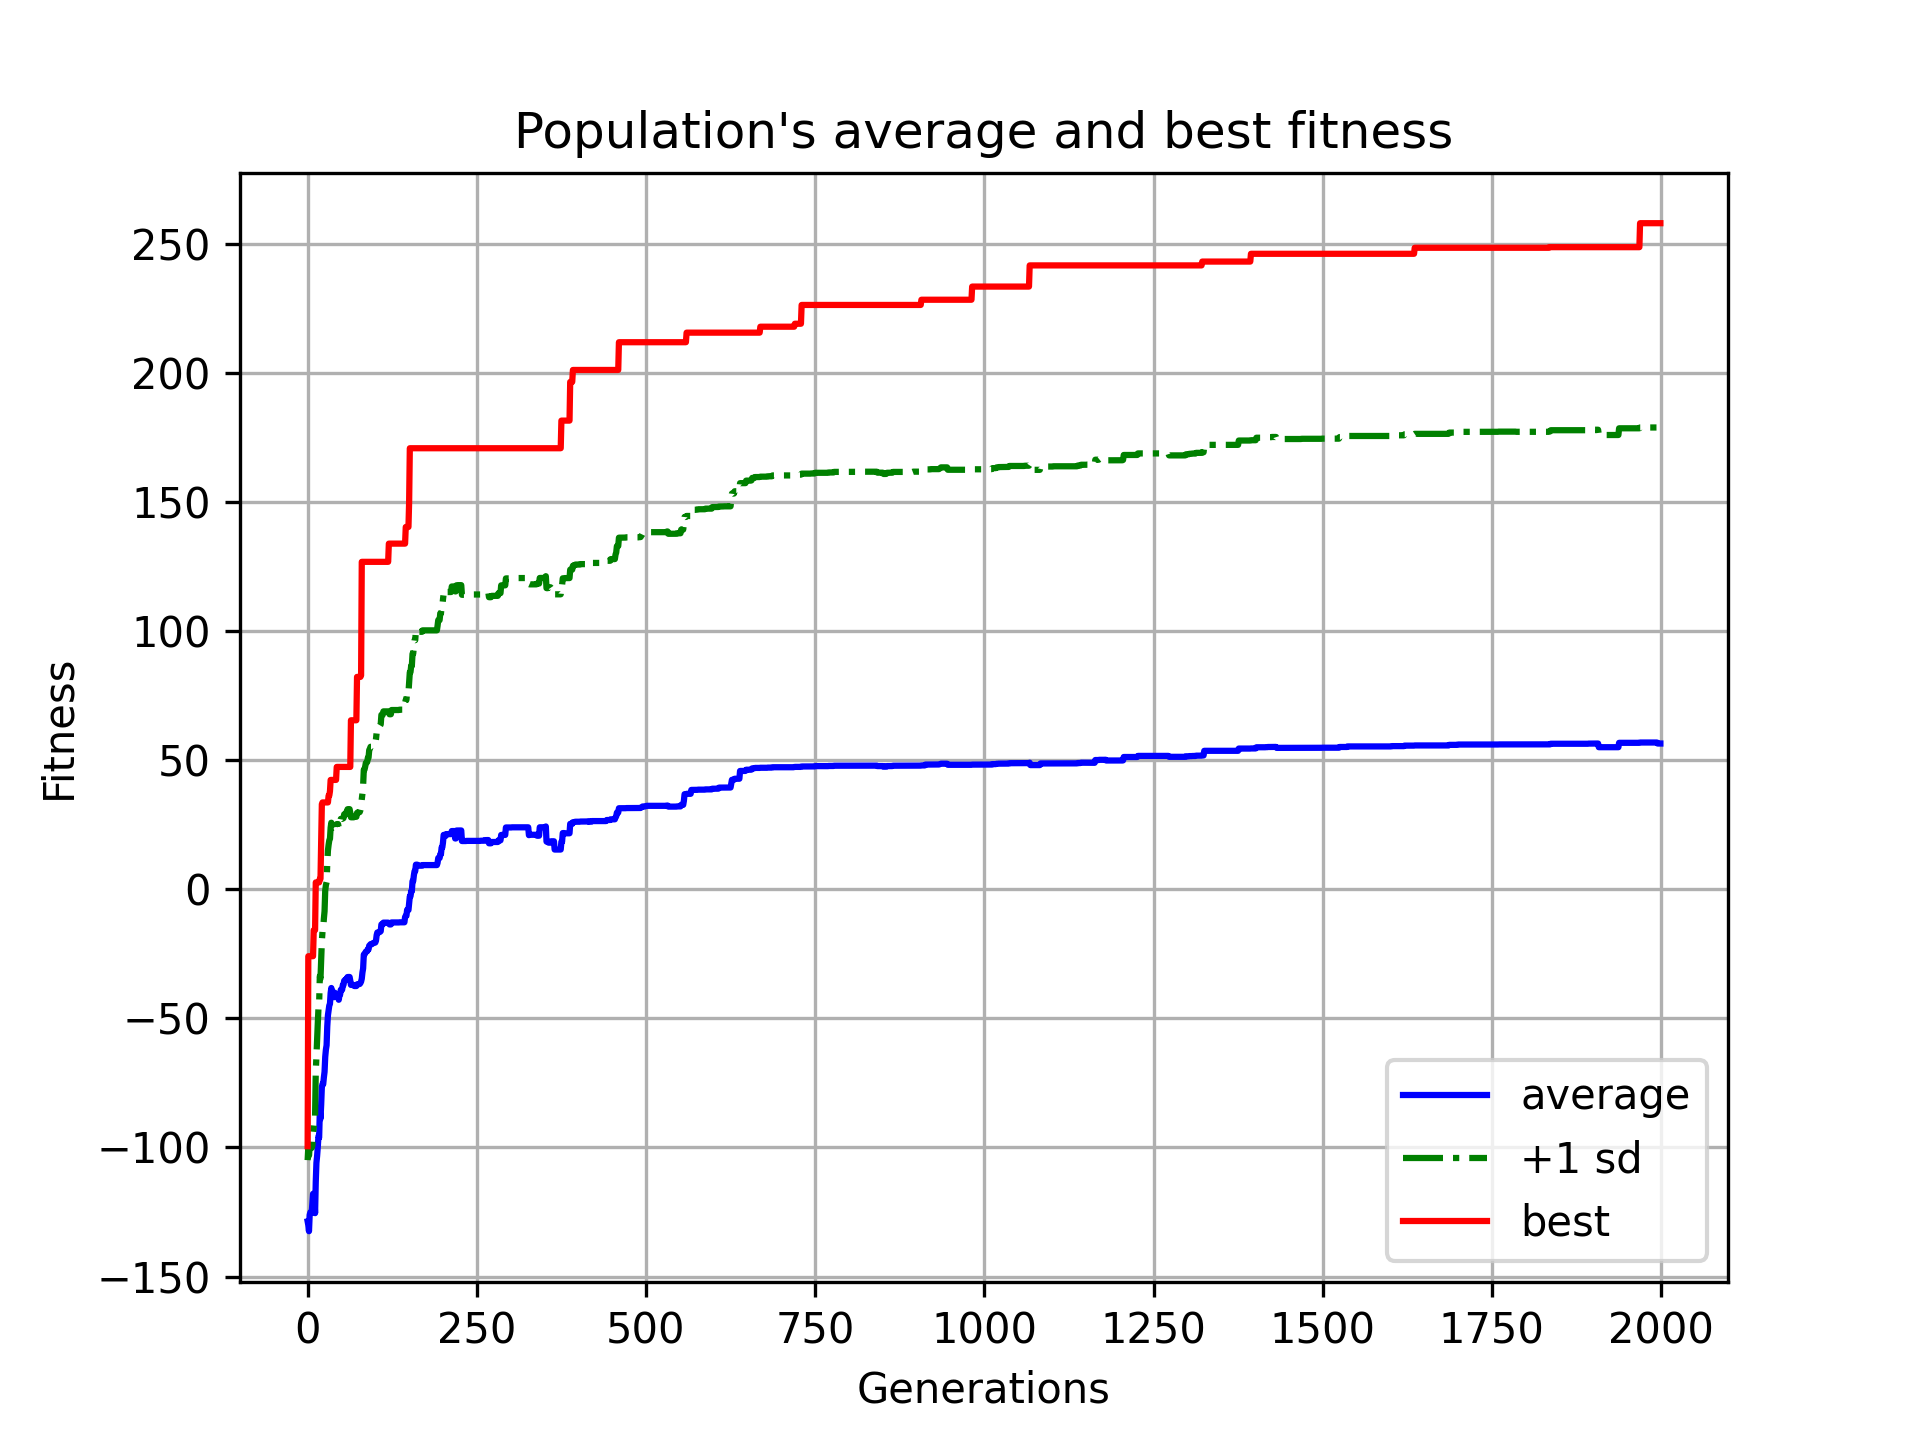 Population's average and best fitness
Fitness
250
200
150
100
50
0
−50
−100
−150
0 250 500 750 1000 1250 1500 1750 2000
Generations
average
+1 sd
best